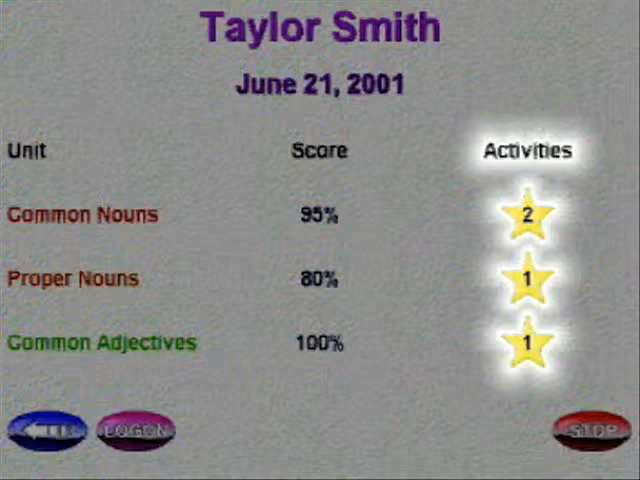 Taylor Smith
June 21, 2001
Unit Score Activities
Common Nouns 95% 2
Proper Nouns 80% 1
Common Adjectives 100% 1
LOGON STOP